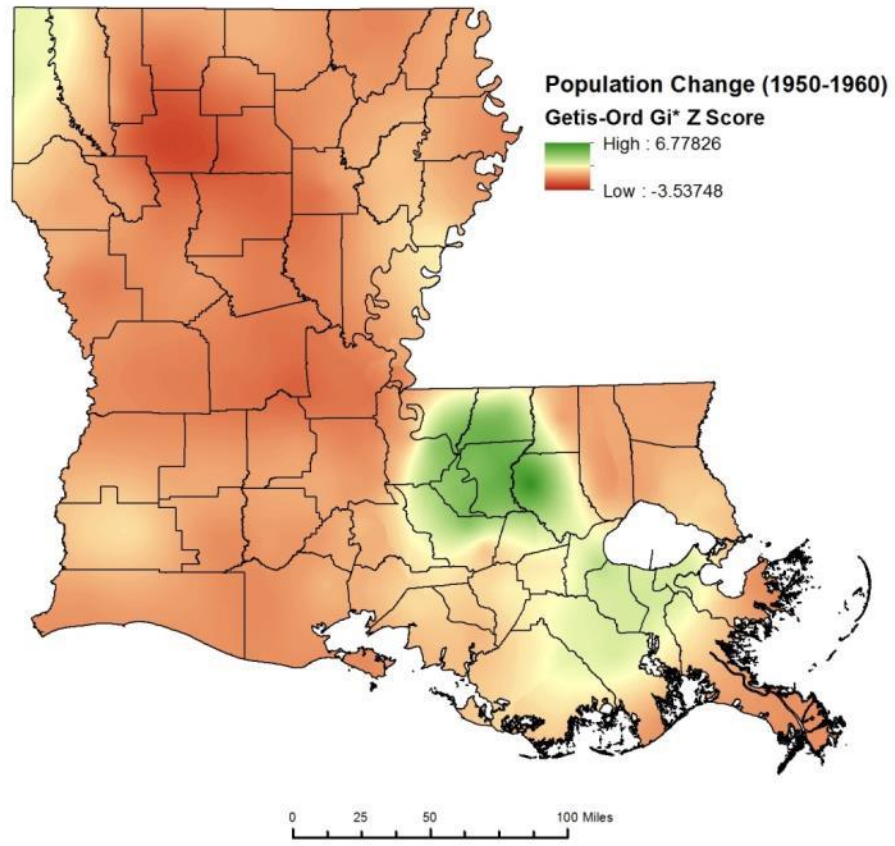 Population Change (1950-1960)
Getis-Ord Gi* Z Score
High : 6.77826
Low : -3.53748
0 25 50 100 Miles